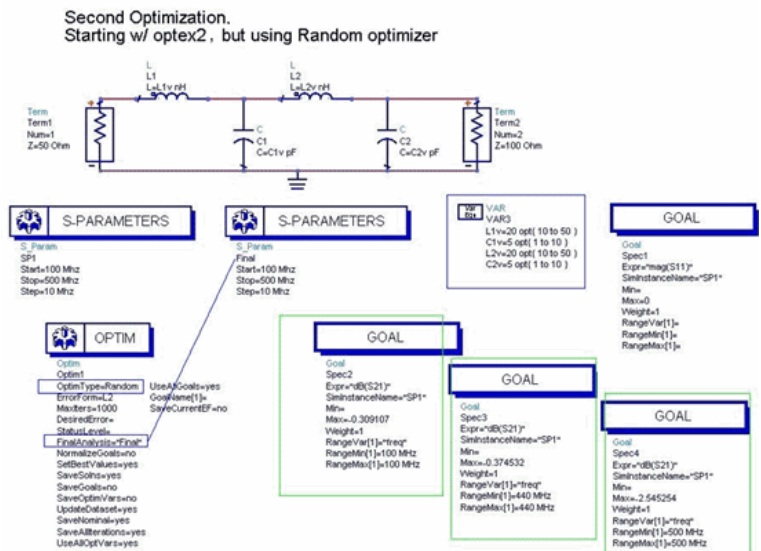 Second Optimization.
Starting w/ optex2, but using Random optimizer
L
L1
L=L1v nH
L
L2
L=L2v nH
Term
Term1
Num=1
Z=50 Ohm
C
C1
C=C1v pF
C
C2
C=C2v pF
Term
Term2
Num=2
Z=100 Ohm
S-PARAMETERS
S_Param
SP1
Start=100 Mhz
Stop=500 Mhz
Step=10 Mhz
S-PARAMETERS
S_Param
Final
Start=100 Mhz
Stop=500 Mhz
Step=10 Mhz
Var
Eqn
VAR
VAR3
L1v=20 opt{ 10 to 50 }
C1v=5 opt{ 1 to 10 }
L2v=20 opt{ 10 to 50 }
C2v=5 opt{ 1 to 10 }
GOAL
Goal
Spec1
Expr="mag(S11)"
SimInstanceName="SP1"
Min=
Max=0
Weight=1
RangeVar[1]=
RangeMin[1]=
RangeMax[1]=
OPTIM
Optim
Optim1
OptimType=Random
ErrorForm=L2
MaxIters=1000
DesiredError=
StatusLevel=
FinalAnalysis="Final"
NormalizeGoals=no
SetBestValues=yes
SaveSolns=yes
SaveGoals=no
SaveOptimVars=no
UpdateDataset=yes
SaveNominal=yes
SaveAllIterations=yes
UseAllOptVars=yes
UseAllGoals=yes
GoalName[1]=
SaveCurrentEF=no
GOAL
Goal
Spec2
Expr="dB(S21)"
SimInstanceName="SP1"
Min=
Max=-0.309107
Weight=1
RangeVar[1]="freq"
RangeMin[1]=100 MHz
RangeMax[1]=100 MHz
GOAL
Goal
Spec3
Expr="dB(S21)"
SimInstanceName="SP1"
Min=
Max=-0.374532
Weight=1
RangeVar[1]="freq"
RangeMin[1]=440 MHz
RangeMax[1]=440 MHz
GOAL
Goal
Spec4
Expr="dB(S21)"
SimInstanceName="SP1"
Min=
Max=-2.545254
Weight=1
RangeVar[1]="freq"
RangeMin[1]=500 MHz
RangeMax[1]=500 MHz